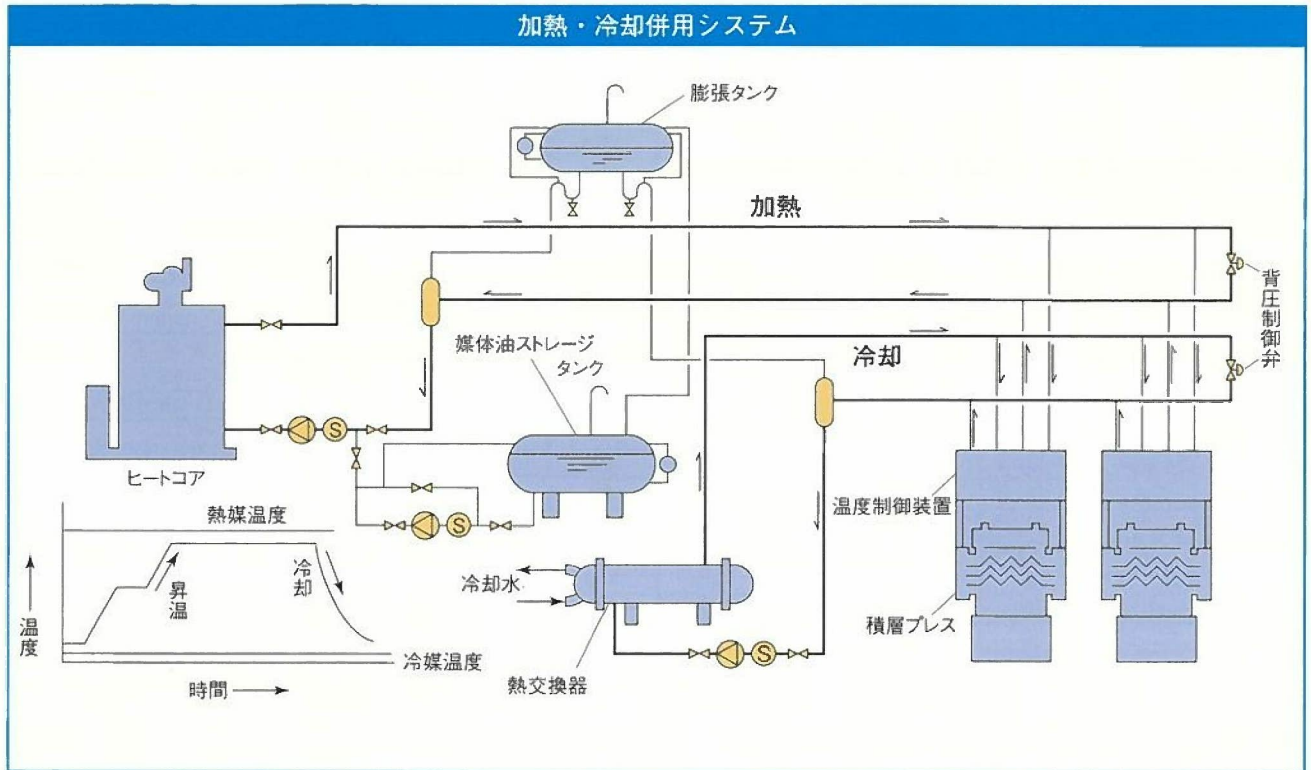 加熱・冷却併用システム
膨張タンク
加熱
背圧制御弁
媒体油ストレージ
タンク
冷却
S
ヒートコア
熱媒温度
S
温度制御装置
冷却
昇温
冷却水
温度
積層プレス
S
冷媒温度
熱交換器
時間